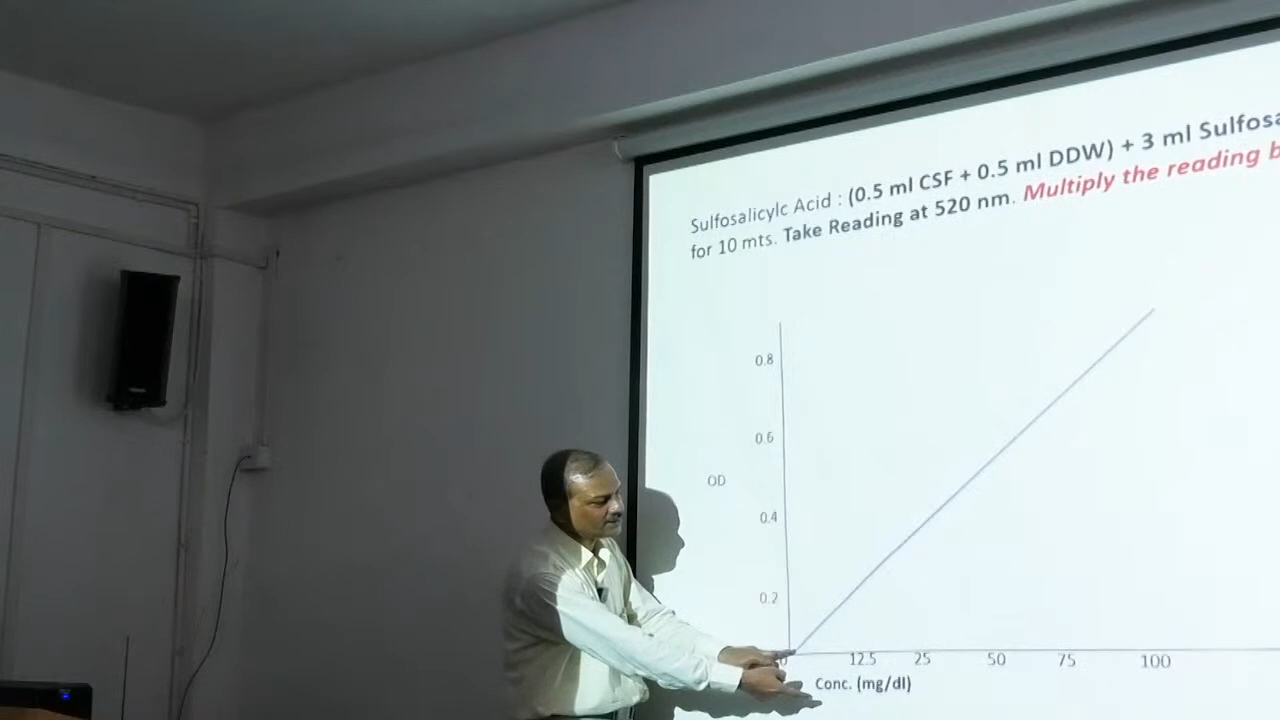 Sulfosalicylc Acid : (0.5 ml CSF + 0.5 ml DDW) + 3 ml
for 10 mts. Take Reading at 520 nm. Multiply the reading
0.8
0.6
OD
0.4
0.2
0 12.5 25 50 75 100
Conc. (mg/dl)